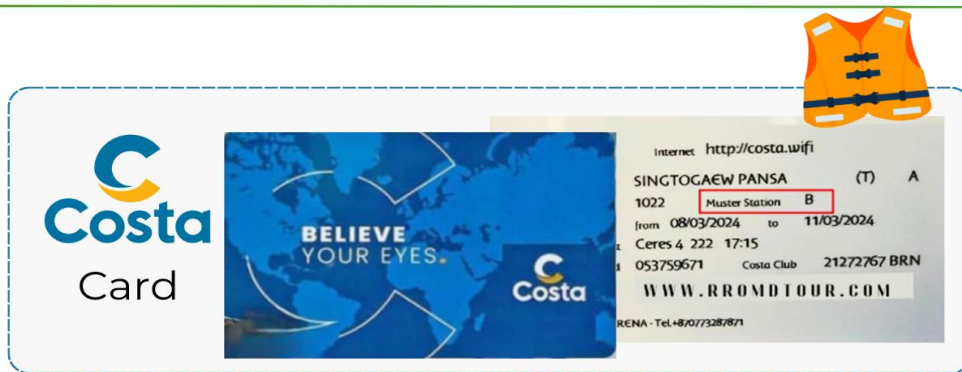 Costa
Card
BELIEVE
YOUR EYES.
Costa
Internet http://costa.wifi
SINGTOGAEW PANSA (T) A
1022 Muster Station B
from 08/03/2024 to 11/03/2024
Ceres 4 222 17:15
053759671 Costa Club 21272767 BRN
WWW.RROMDTOUR.COM
RENA - Tel.+870773287871